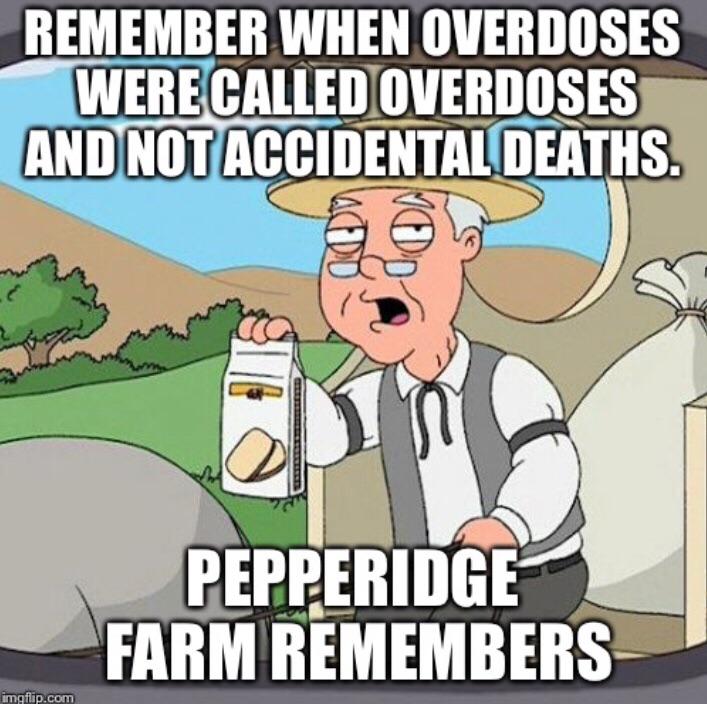 REMEMBER WHEN OVERDOSES
WERE CALLED OVERDOSES
AND NOT ACCIDENTAL DEATHS.
PEPPERIDGE
FARM REMEMBERS
imgflip.com